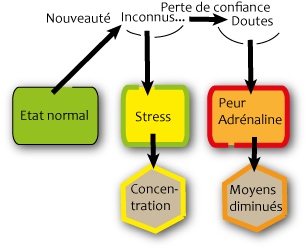 Perte de confiance
Nouveauté Inconnus... Doutes
Etat normal Stress Peur
Adrénaline
Concen-
tration
Moyens
diminués